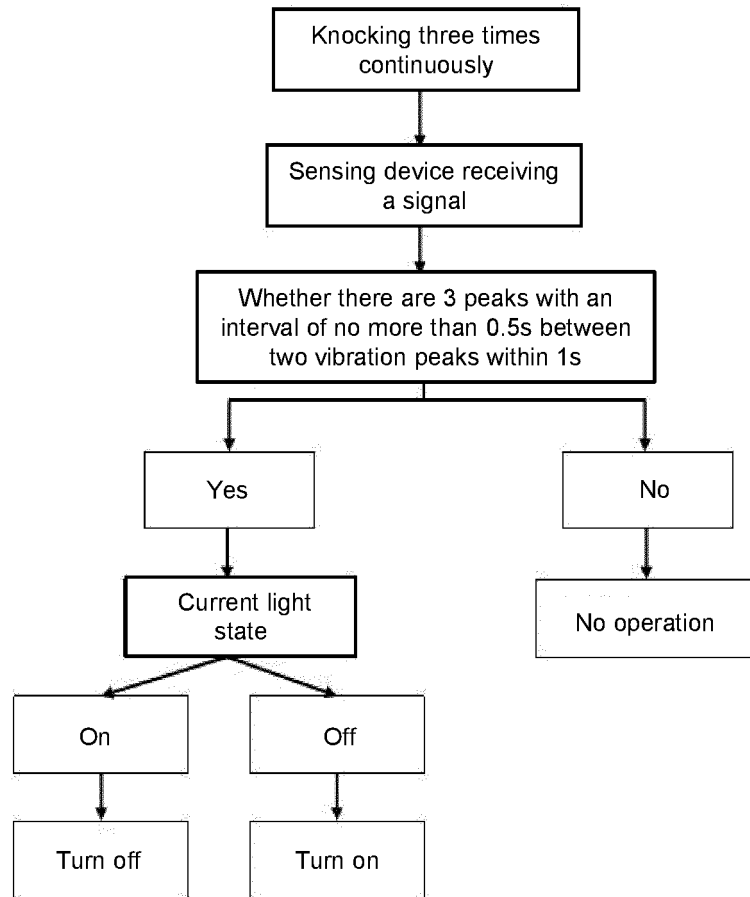 Knocking three times
continuously
Sensing device receiving
a signal
Whether there are 3 peaks with an
interval of no more than 0.5s between
two vibration peaks within 1s
Yes
No
Current light
state
No operation
On
Off
Turn off
Turn on